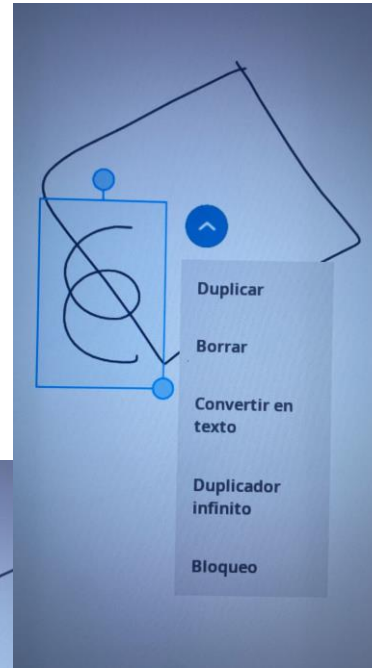 Duplicar
Borrar
Convertir en
texto
Duplicador
infinito
Bloqueo